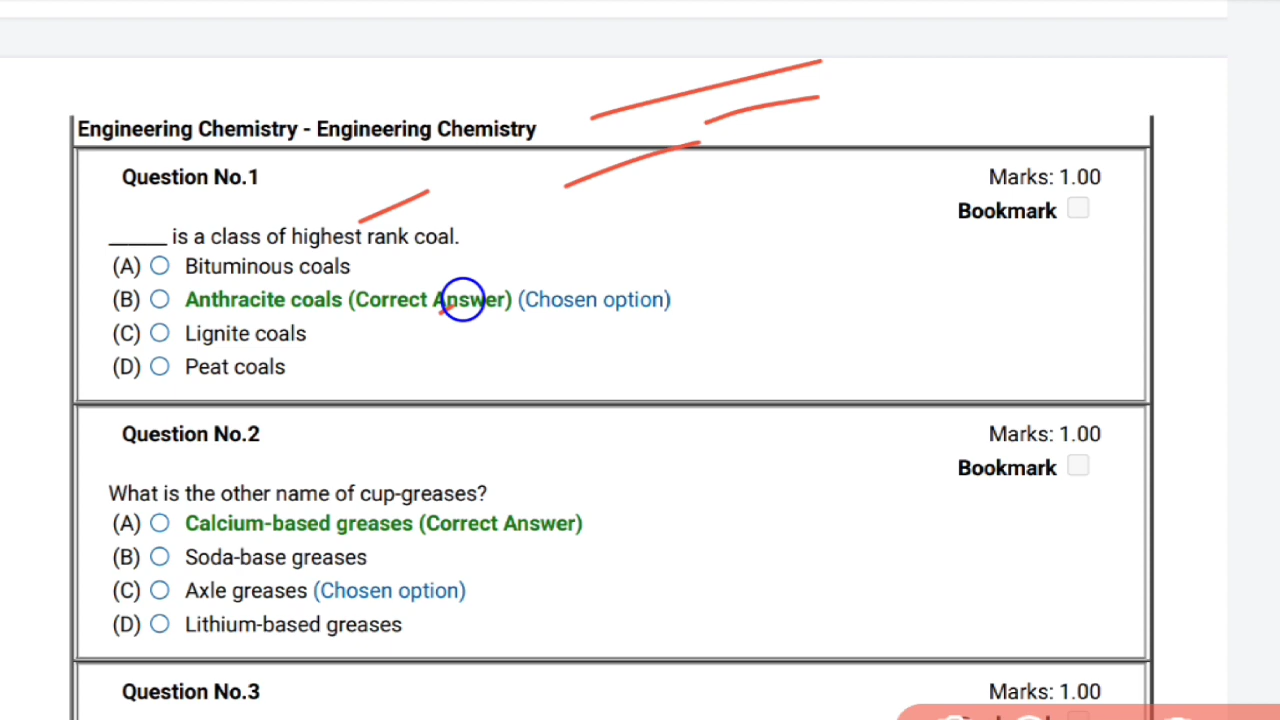 Engineering Chemistry - Engineering Chemistry
Question No.1 Marks: 1.00
Bookmark
______ is a class of highest rank coal.
(A) Bituminous coals
(B) Anthracite coals (Correct Answer) (Chosen option)
(C) Lignite coals
(D) Peat coals
Question No.2 Marks: 1.00
Bookmark
What is the other name of cup-greases?
(A) Calcium-based greases (Correct Answer)
(B) Soda-base greases
(C) Axle greases (Chosen option)
(D) Lithium-based greases
Question No.3 Marks: 1.00